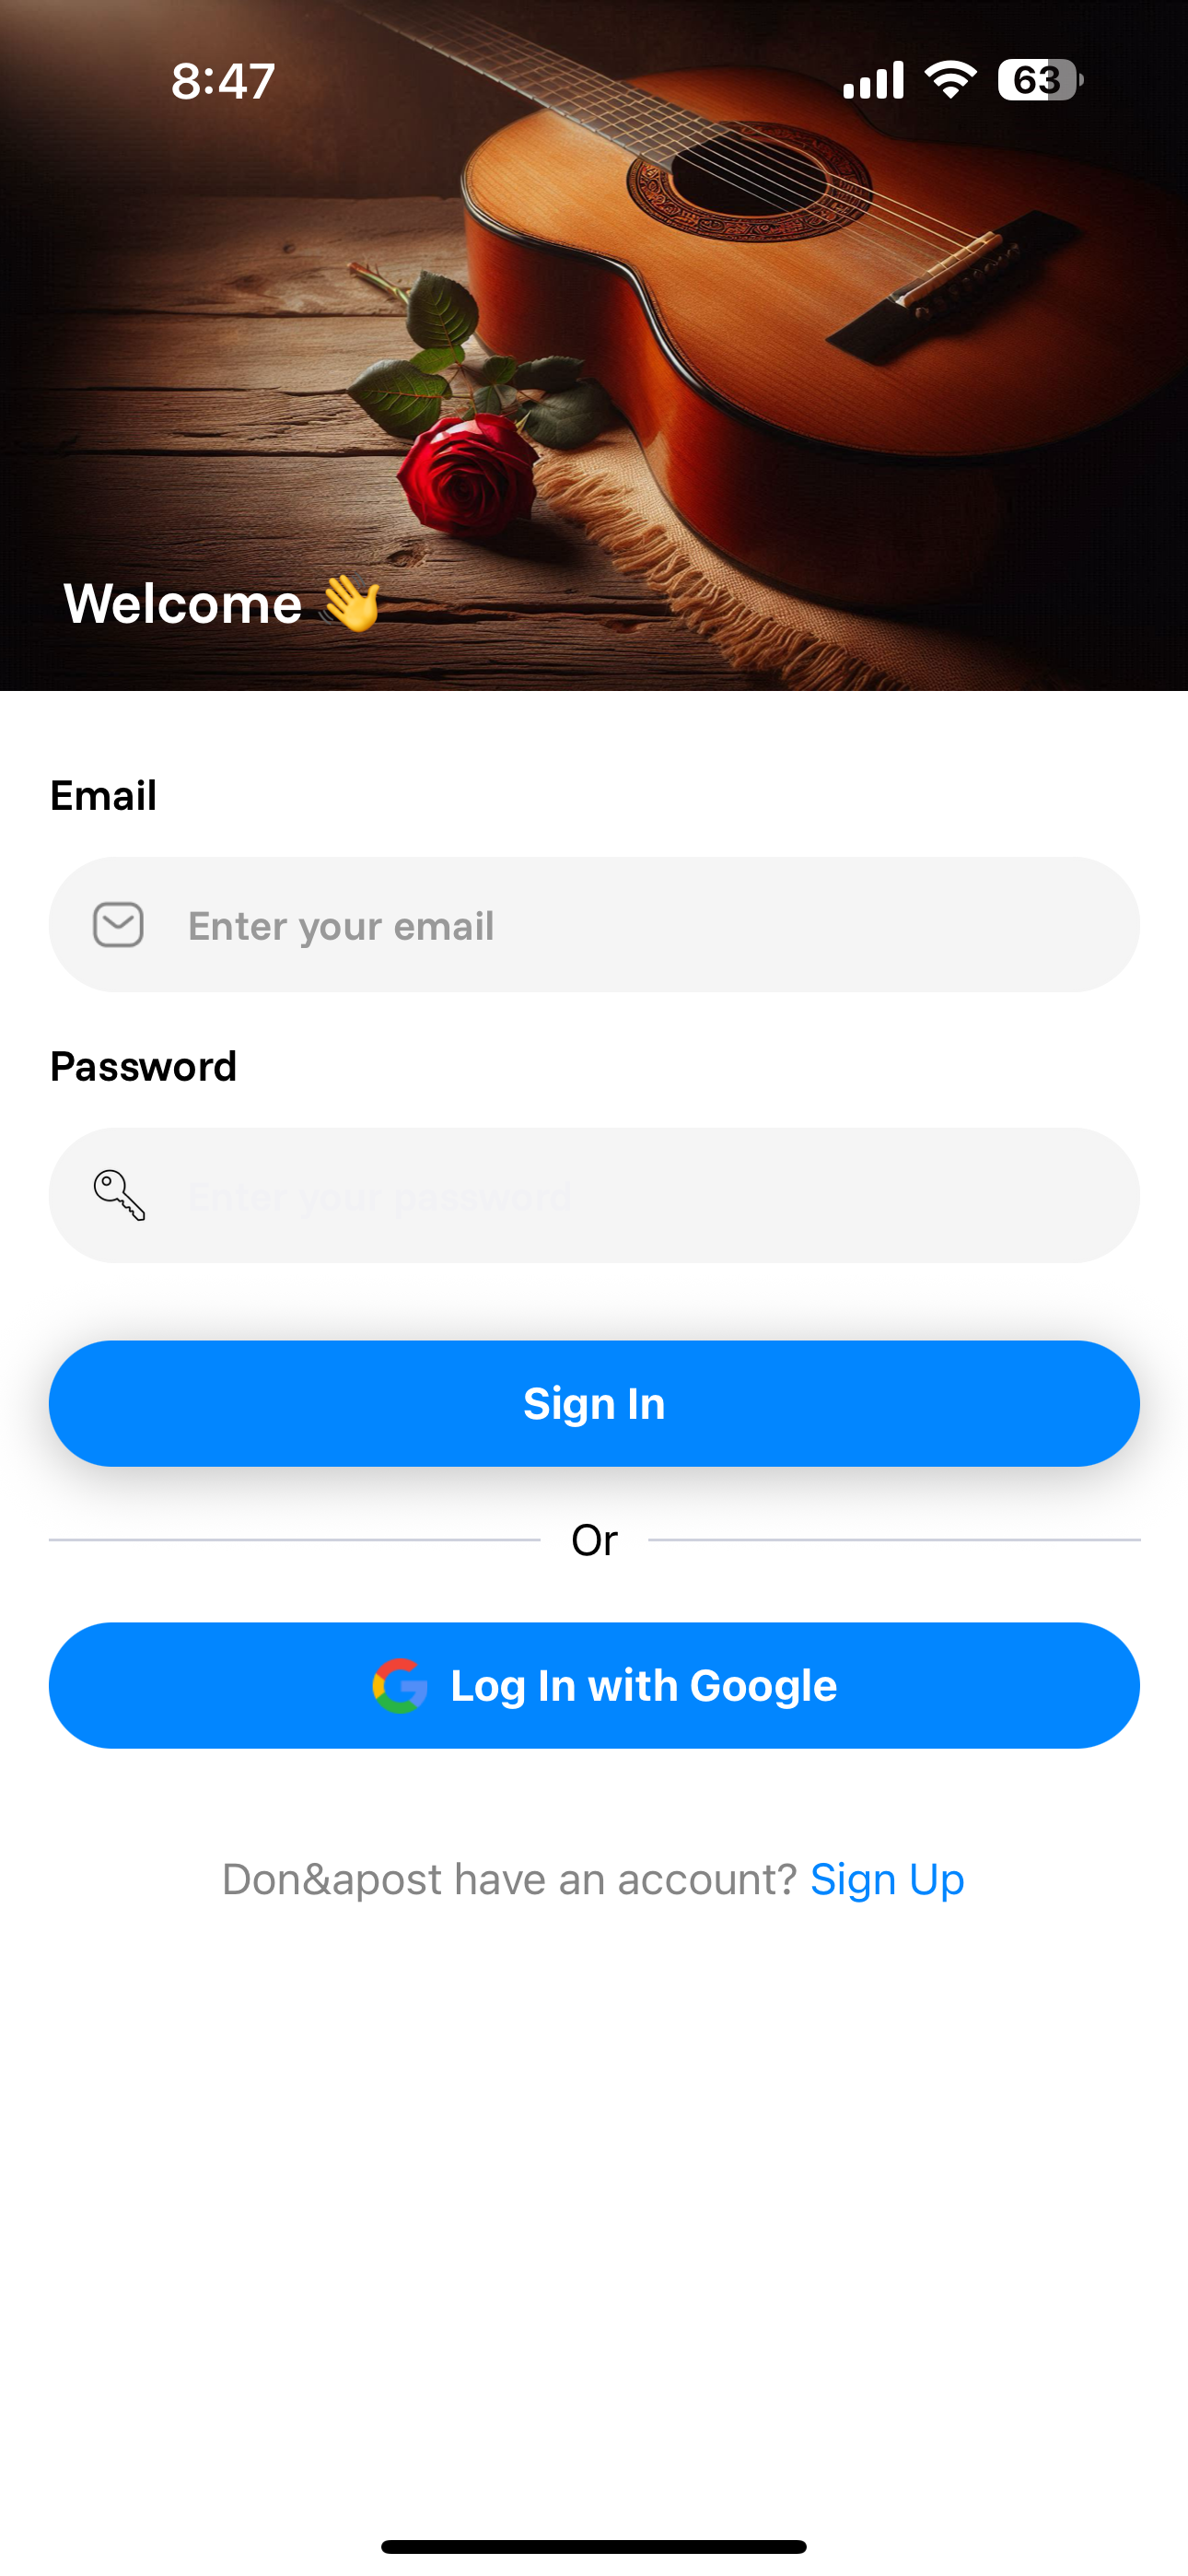 8:47
63
Welcome 👋
Email
Enter your email
Password
Enter your password
Sign In
Or
Log In with Google
Don&apost have an account? Sign Up